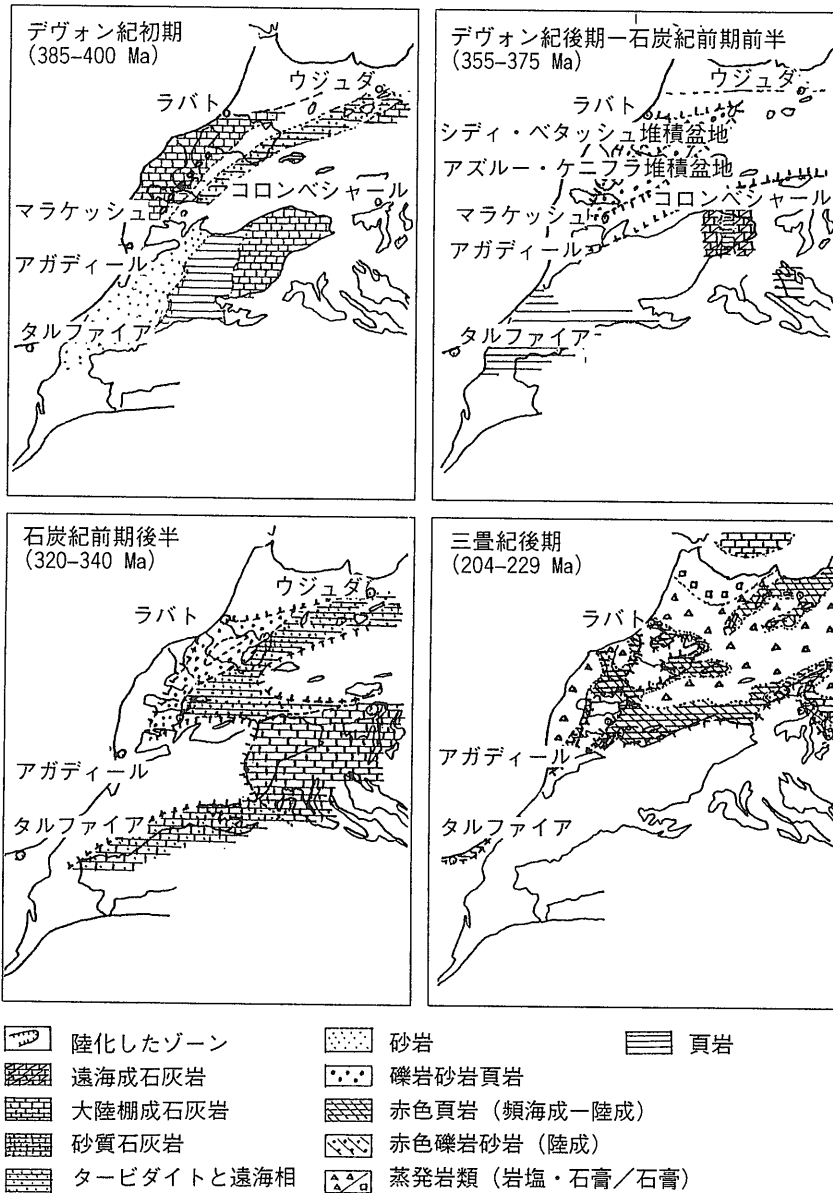 デヴォン紀初期
(385–400 Ma)
ウジュダ
ラバト
コロンベシャール
マラケッシュ
アガディール
タルファイア
デヴォン紀後期ー石炭紀前期前半
(355–375 Ma)
ウジュダ
ラバト
シディ・ベタッシュ堆積盆地
アズルー・ケニフラ堆積盆地
コロンベシャール
マラケッシュ
アガディール
タルファイア
石炭紀前期後半
(320–340 Ma)
ウジュダ
ラバト
アガディール
タルファイア
三畳紀後期
(204–229 Ma)
ラバト
アガディール
タルファイア
陸化したゾーン
遠海成石灰岩
大陸棚成石灰岩
砂質石灰岩
タービダイトと遠海相
砂岩
礫岩砂岩頁岩
赤色頁岩（頻海成ー陸成）
赤色礫岩砂岩（陸成）
蒸発岩類（岩塩・石膏／石膏）
頁岩